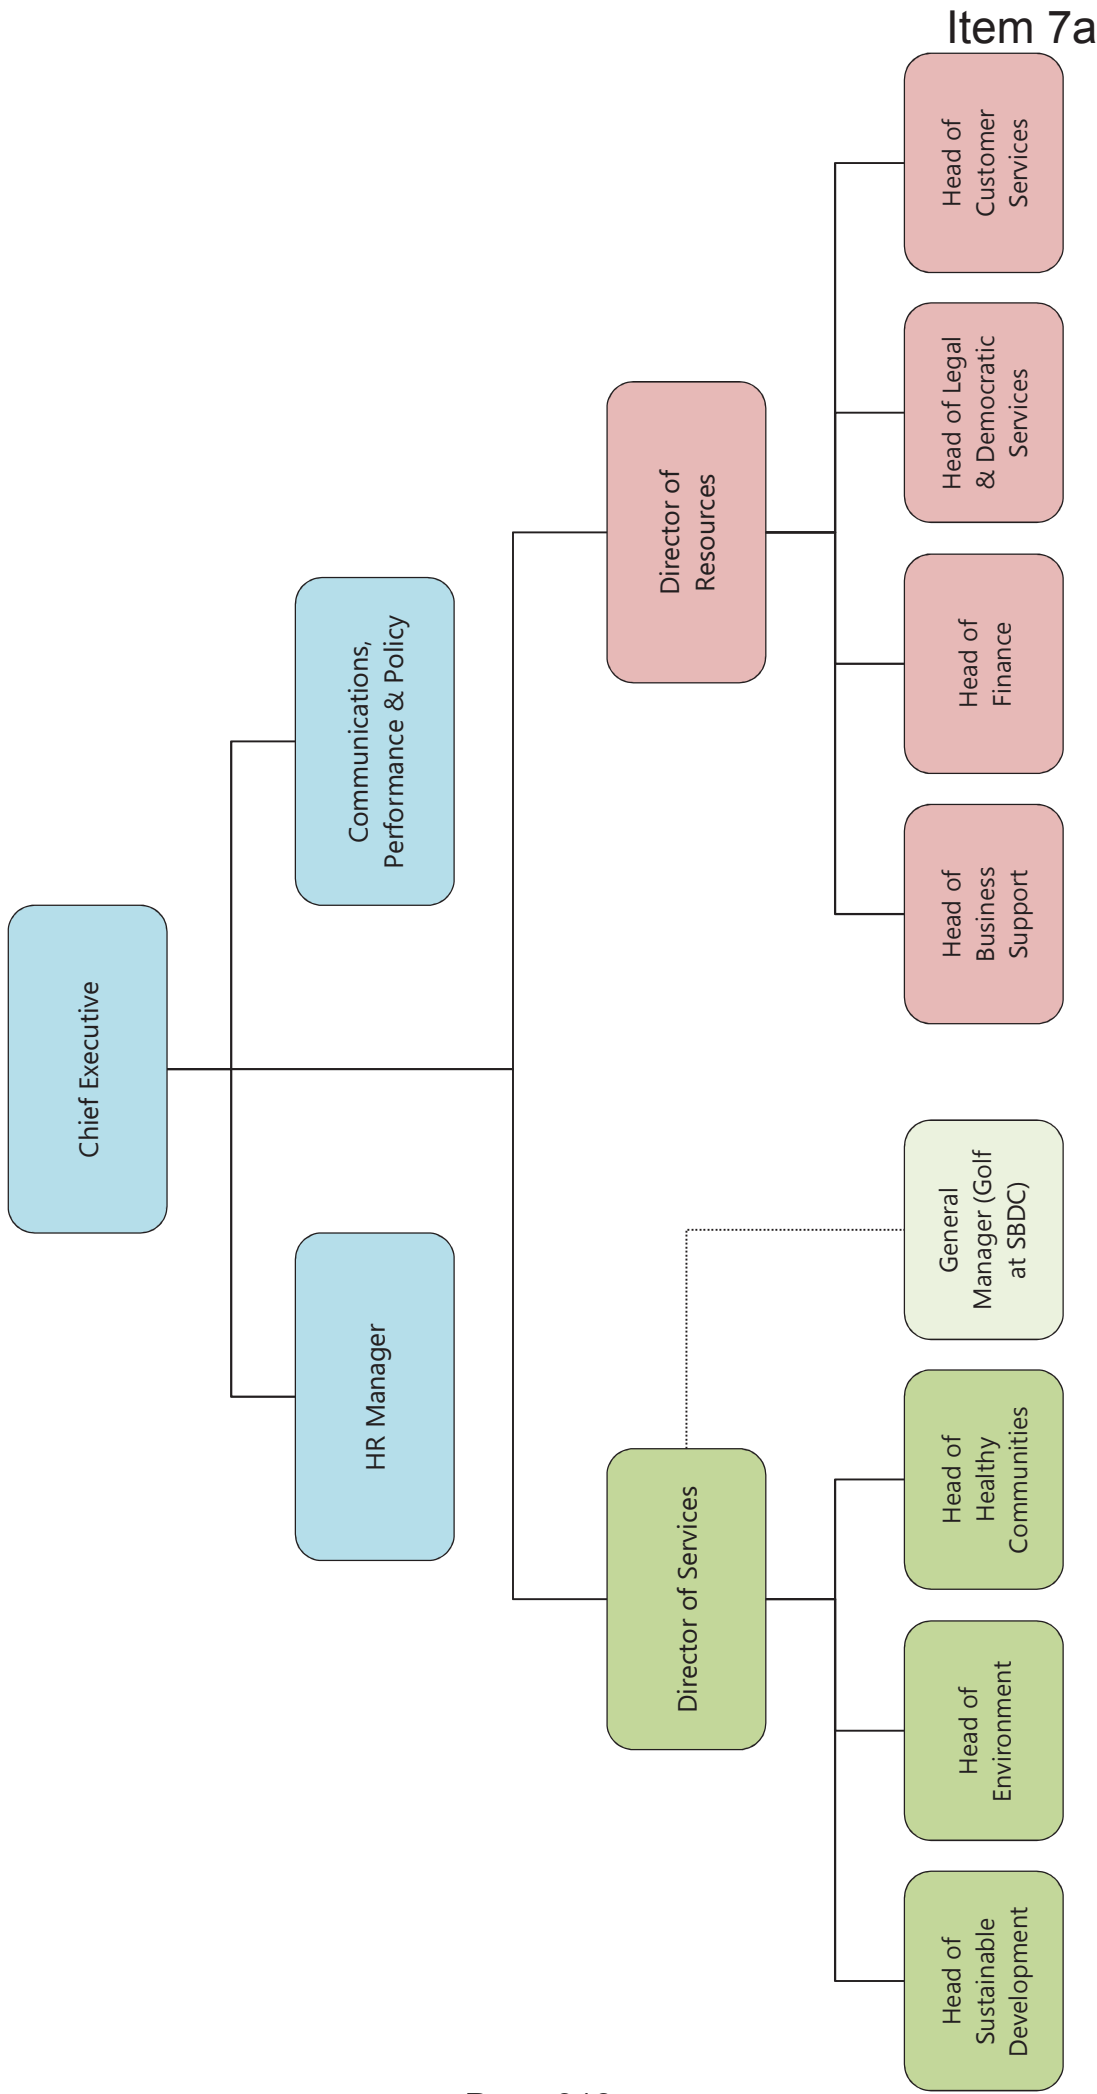 Item 7a
Chief Executive
HR Manager
Communications,
Performance & Policy
Director of Services
Director of
Resources
Head of
Sustainable
Development
Head of
Environment
Head of
Healthy
Communities
General
Manager (Golf
at SBDC)
Head of
Business
Support
Head of
Finance
Head of Legal
& Democratic
Services
Head of
Customer
Services